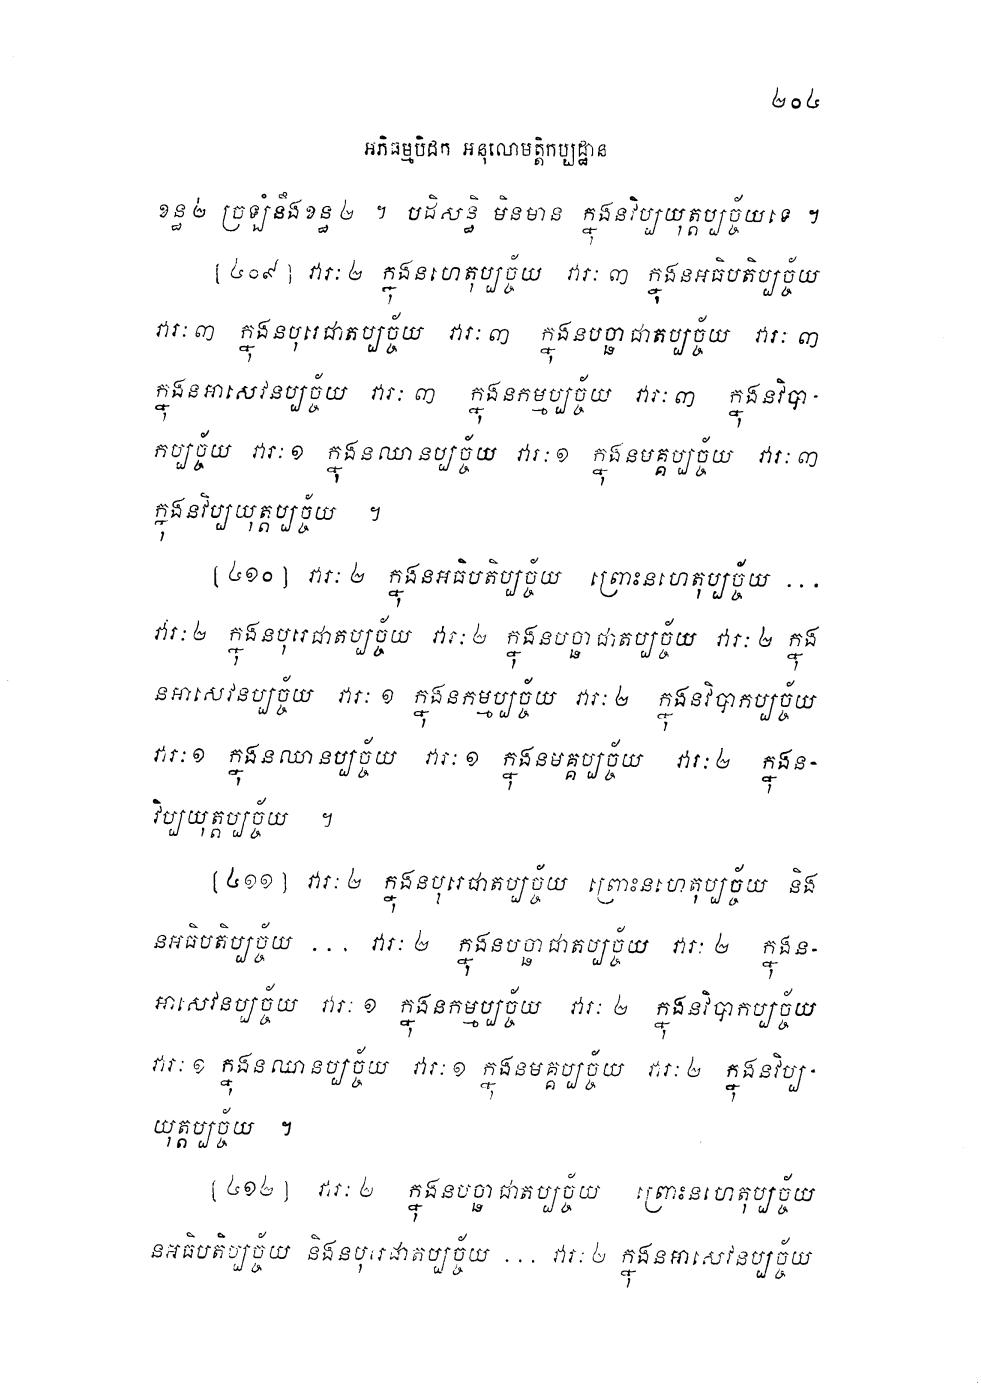 ២០៤
អភិធម្មបិដក អនុលោមត្តិកប្បដ្ឋាន
ខន្ធ២ ច្រឡំនឹងខន្ធ២ ។ បដិសន្ធិ មិនមាន ក្នុងនវិប្បយុត្តប្បច្ច័យទេ ។
[៤០៩] វារៈ ២ ក្នុងនហេតុប្បច្ច័យ វារៈ ៣ ក្នុងនអធិបតិប្បច្ច័យ
វារៈ ៣ ក្នុងនបុរេជាតប្បច្ច័យ វារៈ ៣ ក្នុងនបច្ឆាជាតប្បច្ច័យ វារៈ ៣
ក្នុងនអាសេវនប្បច្ច័យ វារៈ ៣ ក្នុងនកម្មប្បច្ច័យ វារៈ ៣ ក្នុងនវិបា-
កប្បច្ច័យ វារៈ ១ ក្នុងនឈានប្បច្ច័យ វារៈ ១ ក្នុងនមគ្គប្បច្ច័យ វារៈ ៣
ក្នុងនវិប្បយុត្តប្បច្ច័យ ។
[៤១០] វារៈ ២ ក្នុងនអធិបតិប្បច្ច័យ ព្រោះនហេតុប្បច្ច័យ ...
វារៈ ២ ក្នុងនបុរេជាតប្បច្ច័យ វារៈ ២ ក្នុងនបច្ឆាជាតប្បច្ច័យ វារៈ ២ ក្នុង
នអាសេវនប្បច្ច័យ វារៈ ១ ក្នុងនកម្មប្បច្ច័យ វារៈ ២ ក្នុងនវិបាកប្បច្ច័យ
វារៈ ១ ក្នុងនឈានប្បច្ច័យ វារៈ ១ ក្នុងនមគ្គប្បច្ច័យ វារៈ ២ ក្នុងន-
វិប្បយុត្តប្បច្ច័យ ។
[៤១១] វារៈ ២ ក្នុងនបុរេជាតប្បច្ច័យ ព្រោះនហេតុប្បច្ច័យ និង
នអធិបតិប្បច្ច័យ ... វារៈ ២ ក្នុងនបច្ឆាជាតប្បច្ច័យ វារៈ ២ ក្នុងន-
អាសេវនប្បច្ច័យ វារៈ ១ ក្នុងនកម្មប្បច្ច័យ វារៈ ២ ក្នុងនវិបាកប្បច្ច័យ
វារៈ ១ ក្នុងនឈានប្បច្ច័យ វារៈ ១ ក្នុងនមគ្គប្បច្ច័យ វារៈ ២ ក្នុងនវិប្ប-
យុត្តប្បច្ច័យ ។
[៤១២] វារៈ ២ ក្នុងនបច្ឆាជាតប្បច្ច័យ ព្រោះនហេតុប្បច្ច័យ
នអធិបតិប្បច្ច័យ និងនបុរេជាតប្បច្ច័យ ... វារៈ ២ ក្នុងនអាសេវនប្បច្ច័យ